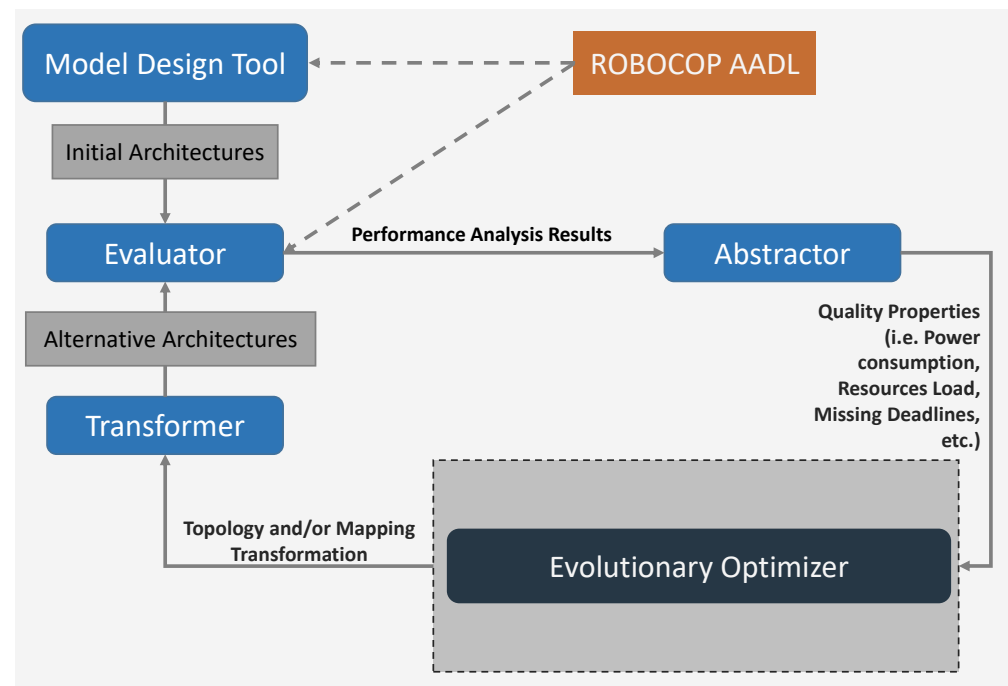 Model Design Tool
ROBOCOP AADL
Initial Architectures
Evaluator
Performance Analysis Results
Abstractor
Alternative Architectures
Quality Properties
(i.e. Power
consumption,
Resources Load,
Missing Deadlines,
etc.)
Transformer
Topology and/or Mapping
Transformation
Evolutionary Optimizer